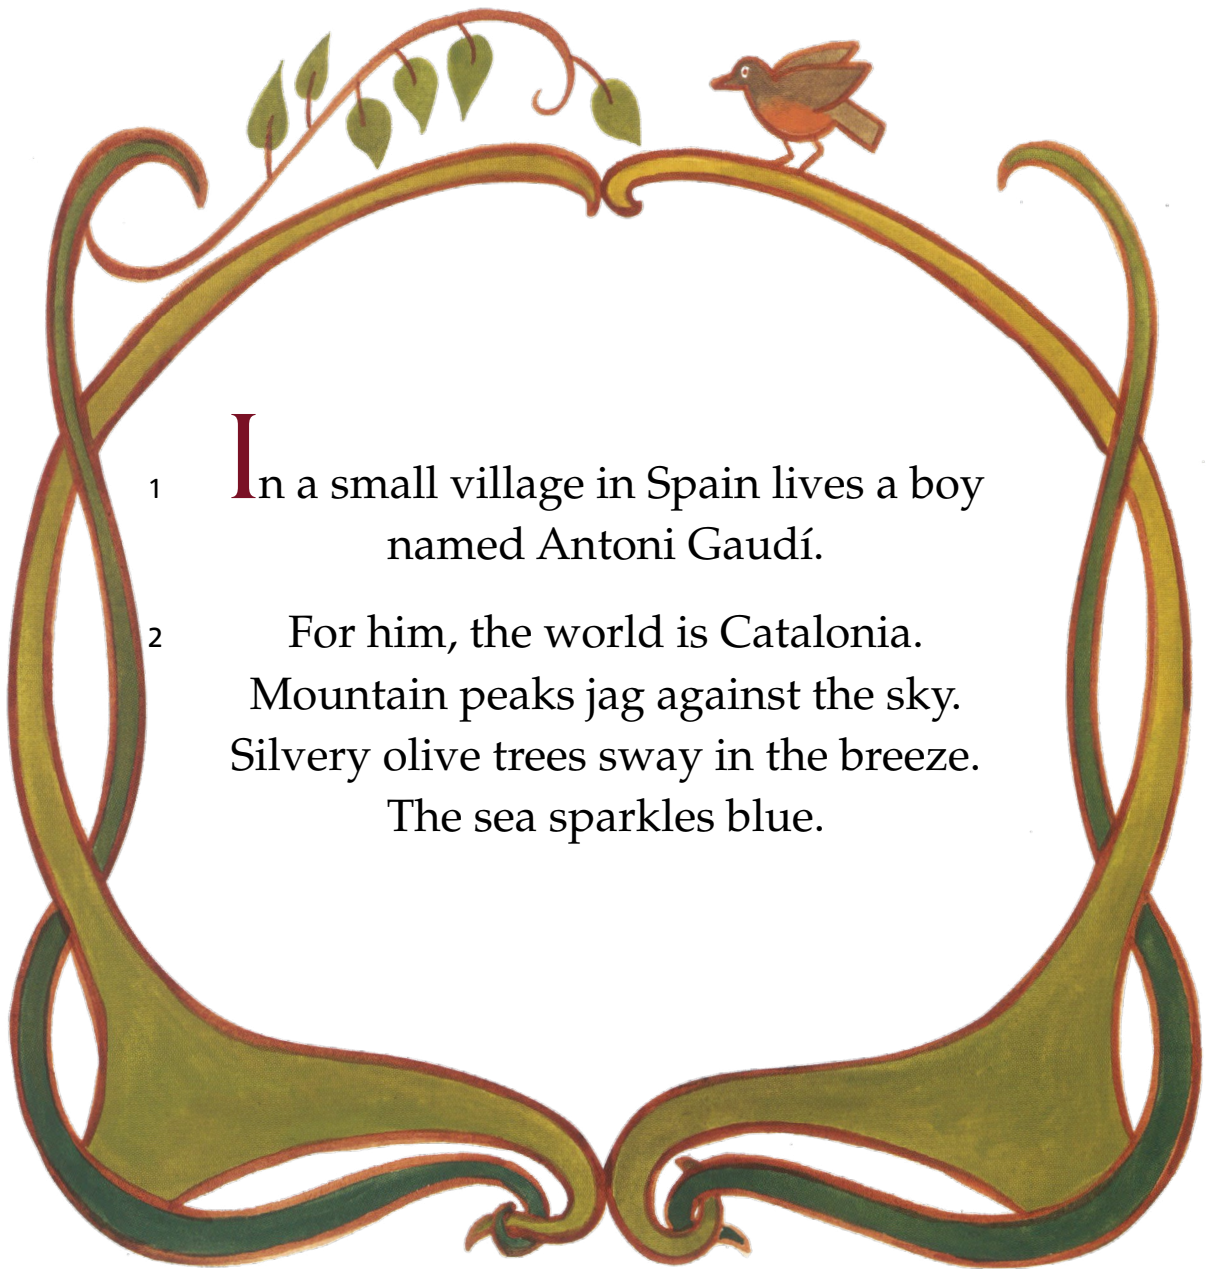 1 In a small village in Spain lives a boy
named Antoni Gaudí.
2 For him, the world is Catalonia.
Mountain peaks jag against the sky.
Silvery olive trees sway in the breeze.
The sea sparkles blue.